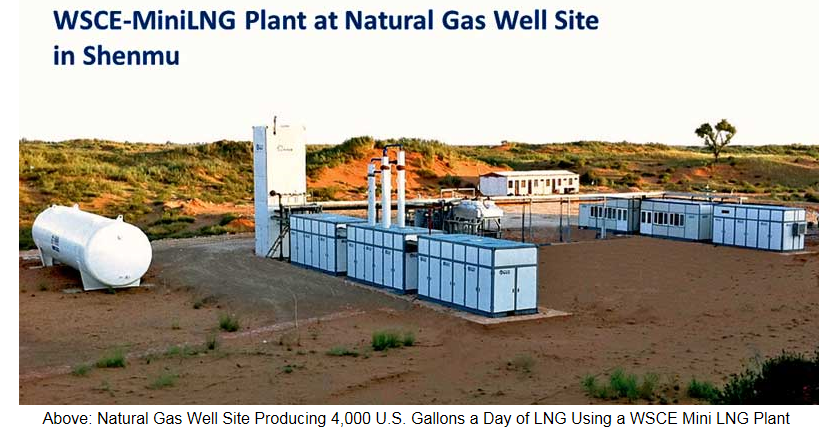 WSCE-MiniLNG Plant at Natural Gas Well Site
in Shenmu
Above: Natural Gas Well Site Producing 4,000 U.S. Gallons a Day of LNG Using a WSCE Mini LNG Plant